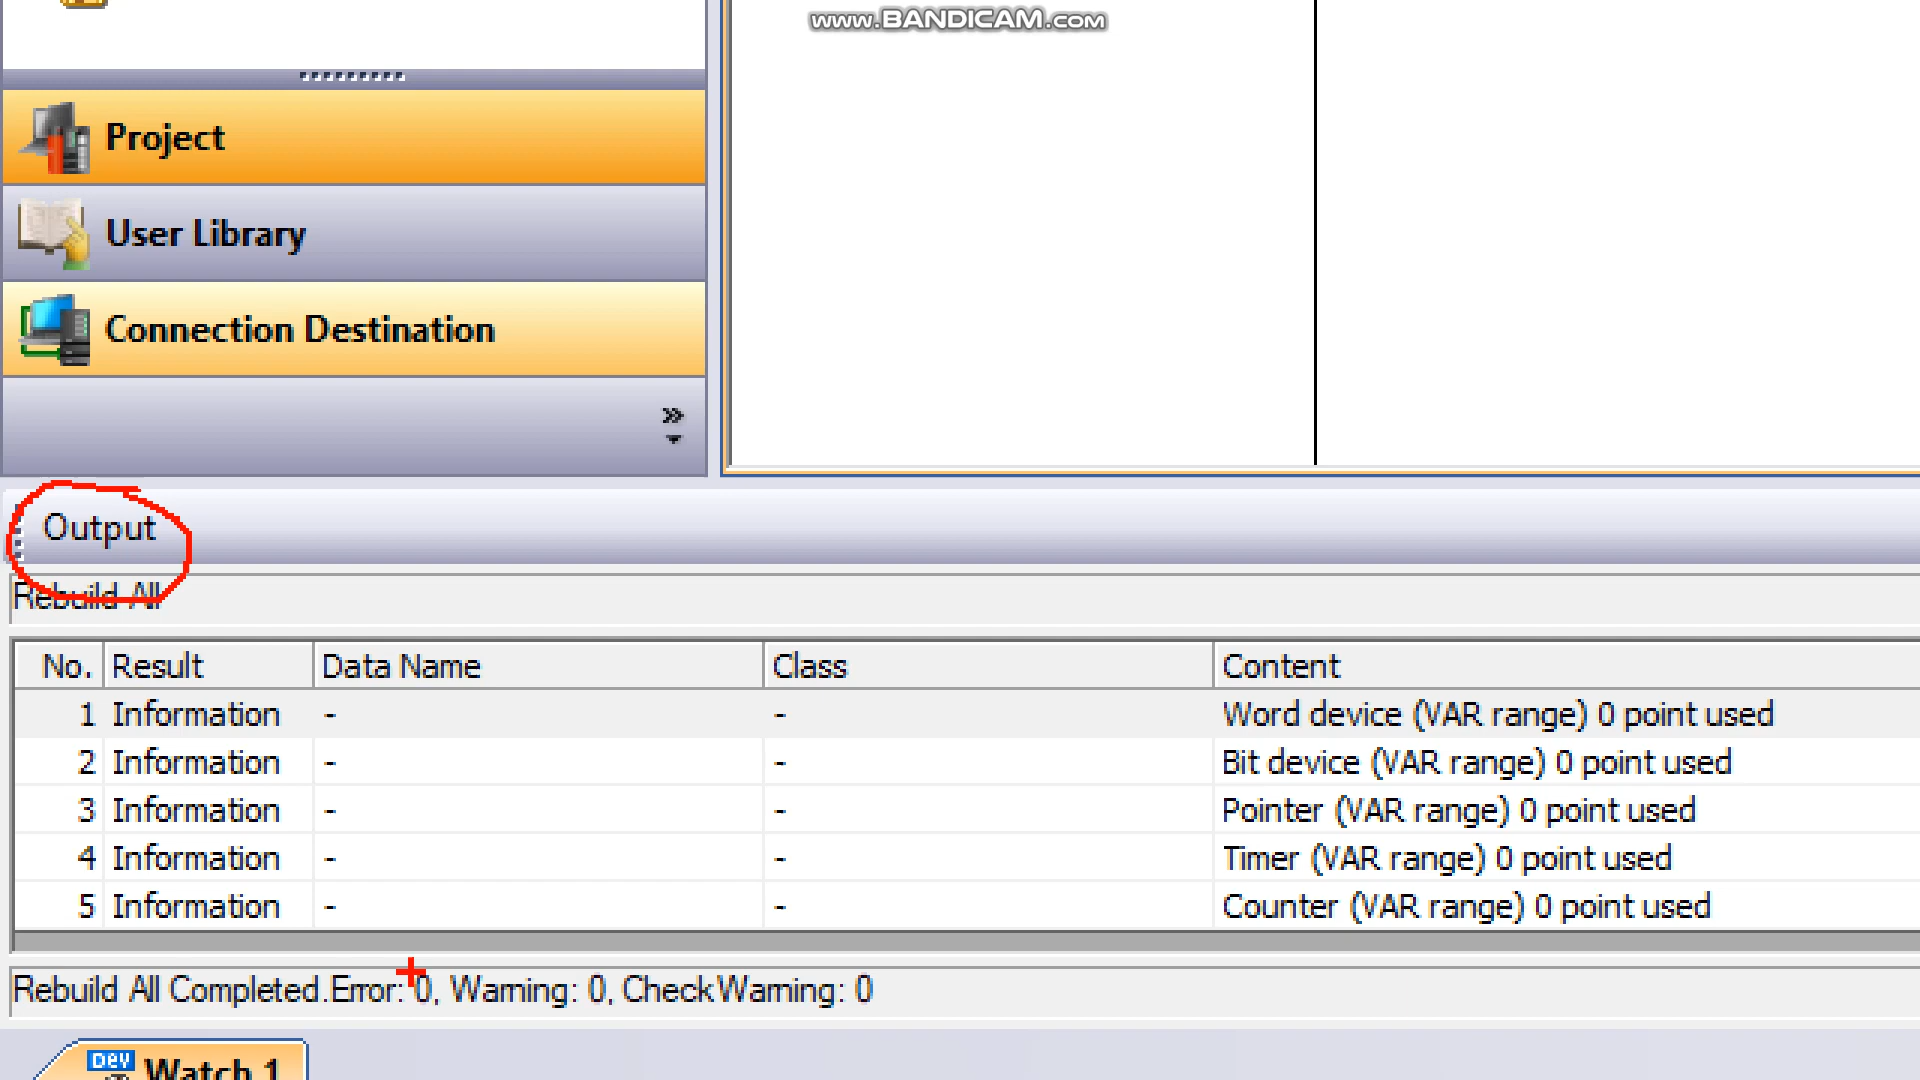 www.BANDICAM.com
Project
User Library
Connection Destination
Output
Rebuild All
No. Result Data Name Class Content
1 Information - - Word device (VAR range) 0 point used
2 Information - - Bit device (VAR range) 0 point used
3 Information - - Pointer (VAR range) 0 point used
4 Information - - Timer (VAR range) 0 point used
5 Information - - Counter (VAR range) 0 point used
Rebuild All Completed.Error: 0, Warning: 0, CheckWarning: 0
DEV Watch 1